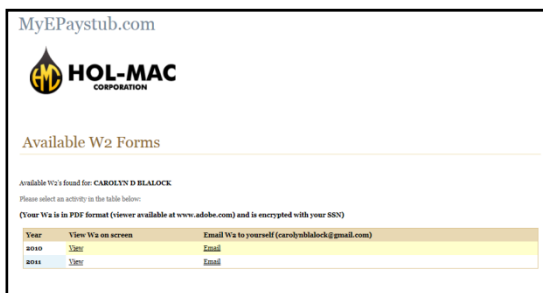 MyEPaystub.com
HMC HOL-MAC
CORPORATION
Available W2 Forms
Available W2's found for: CAROLYN D BLALOCK
Please select an activity in the table below:
(Your W2 is in PDF format (viewer available at www.adobe.com) and is encrypted with your SSN)
Year View W2 on screen Email W2 to yourself (carolynblalock@gmail.com)
2010 View Email
2011 View Email